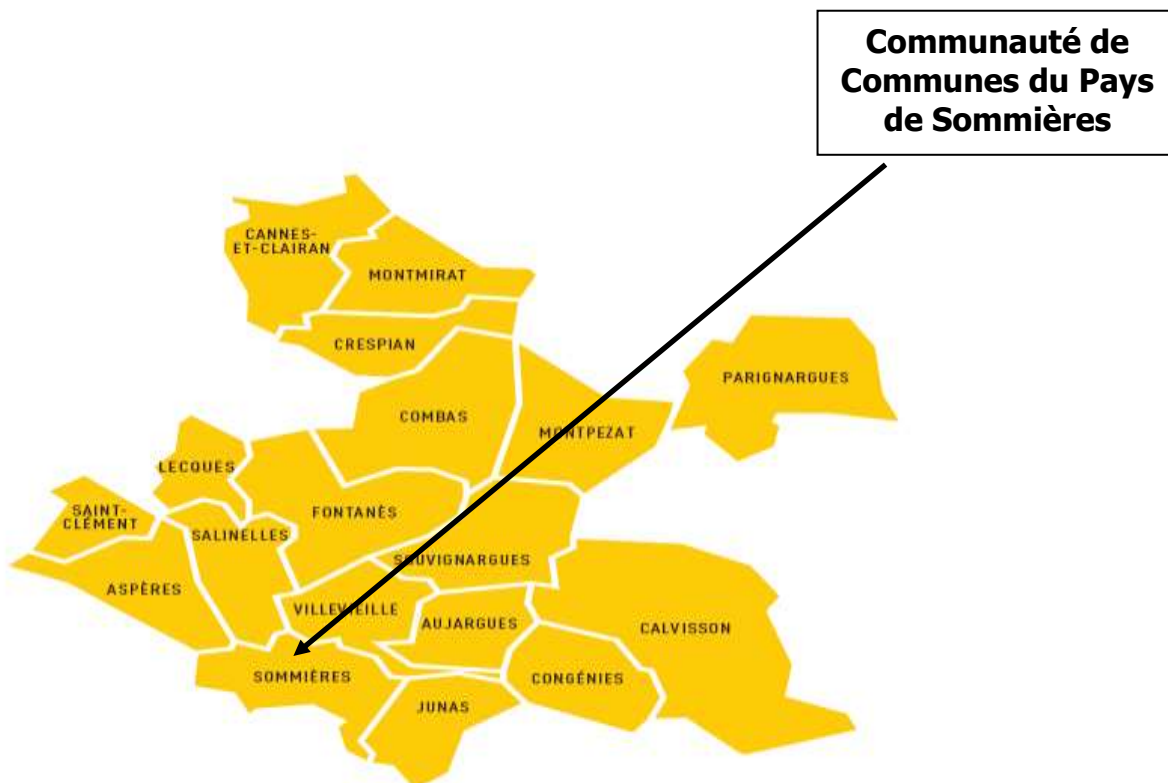 Communauté de
Communes du Pays
de Sommières
CANNES-
ET-CLAIRAN
MONTMIRAT
CRESPIAN
PARIGNARGUES
COMBAS
MONTPEZAT
LECQUES
SAINT-
CLÉMENT
SALINELLES
FONTANÈS
SOUVIGNARGUES
ASPÈRES
VILLEVIEILLE
AUJARGUES
CALVISSON
SOMMIÈRES
CONGÉNIES
JUNAS